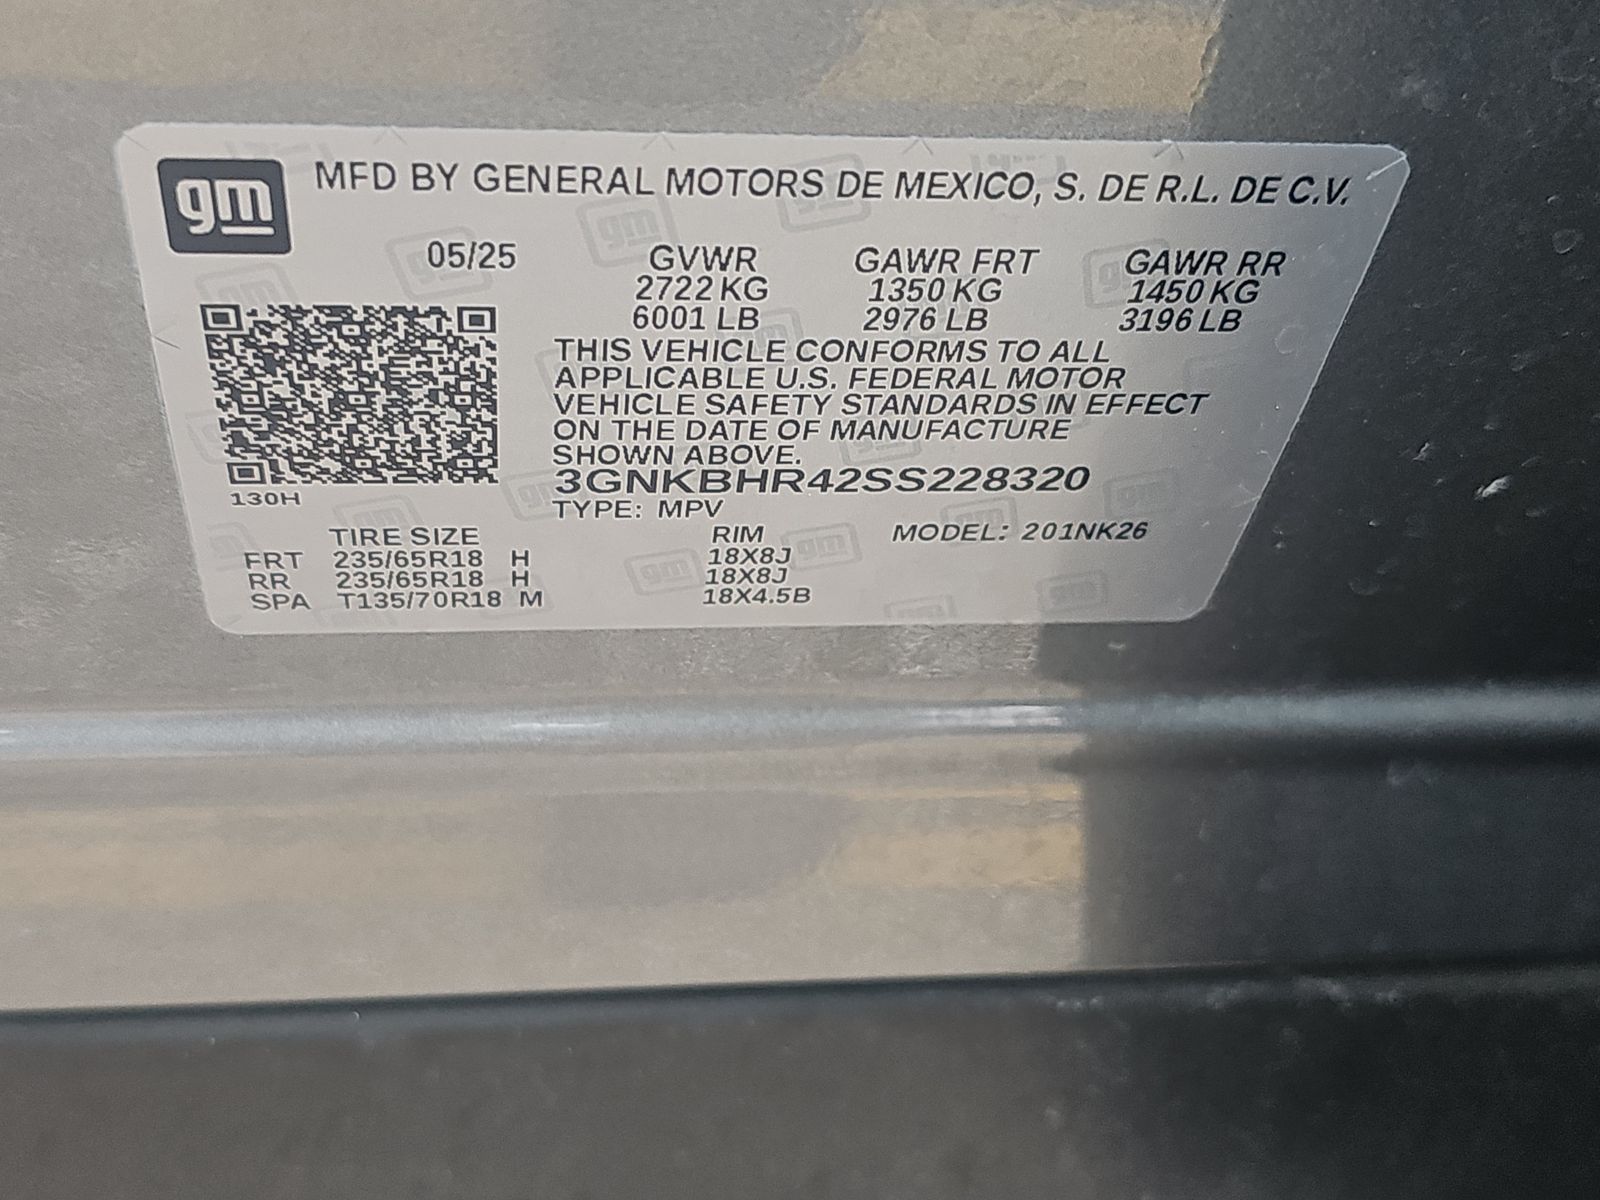 gm MFD BY GENERAL MOTORS DE MEXICO, S. DE R.L. DE C.V.
05/25 GVWR GAWR FRT GAWR RR
2722 KG 1350 KG 1450 KG
6001 LB 2976 LB 3196 LB
THIS VEHICLE CONFORMS TO ALL
APPLICABLE U.S. FEDERAL MOTOR
VEHICLE SAFETY STANDARDS IN EFFECT
ON THE DATE OF MANUFACTURE
SHOWN ABOVE.
3GNKBHR42SS228320
130H TYPE: MPV
TIRE SIZE RIM MODEL: 201NK26
FRT 235/65R18 H 18X8J
RR 235/65R18 H 18X8J
SPA T135/70R18 M 18X4.5B